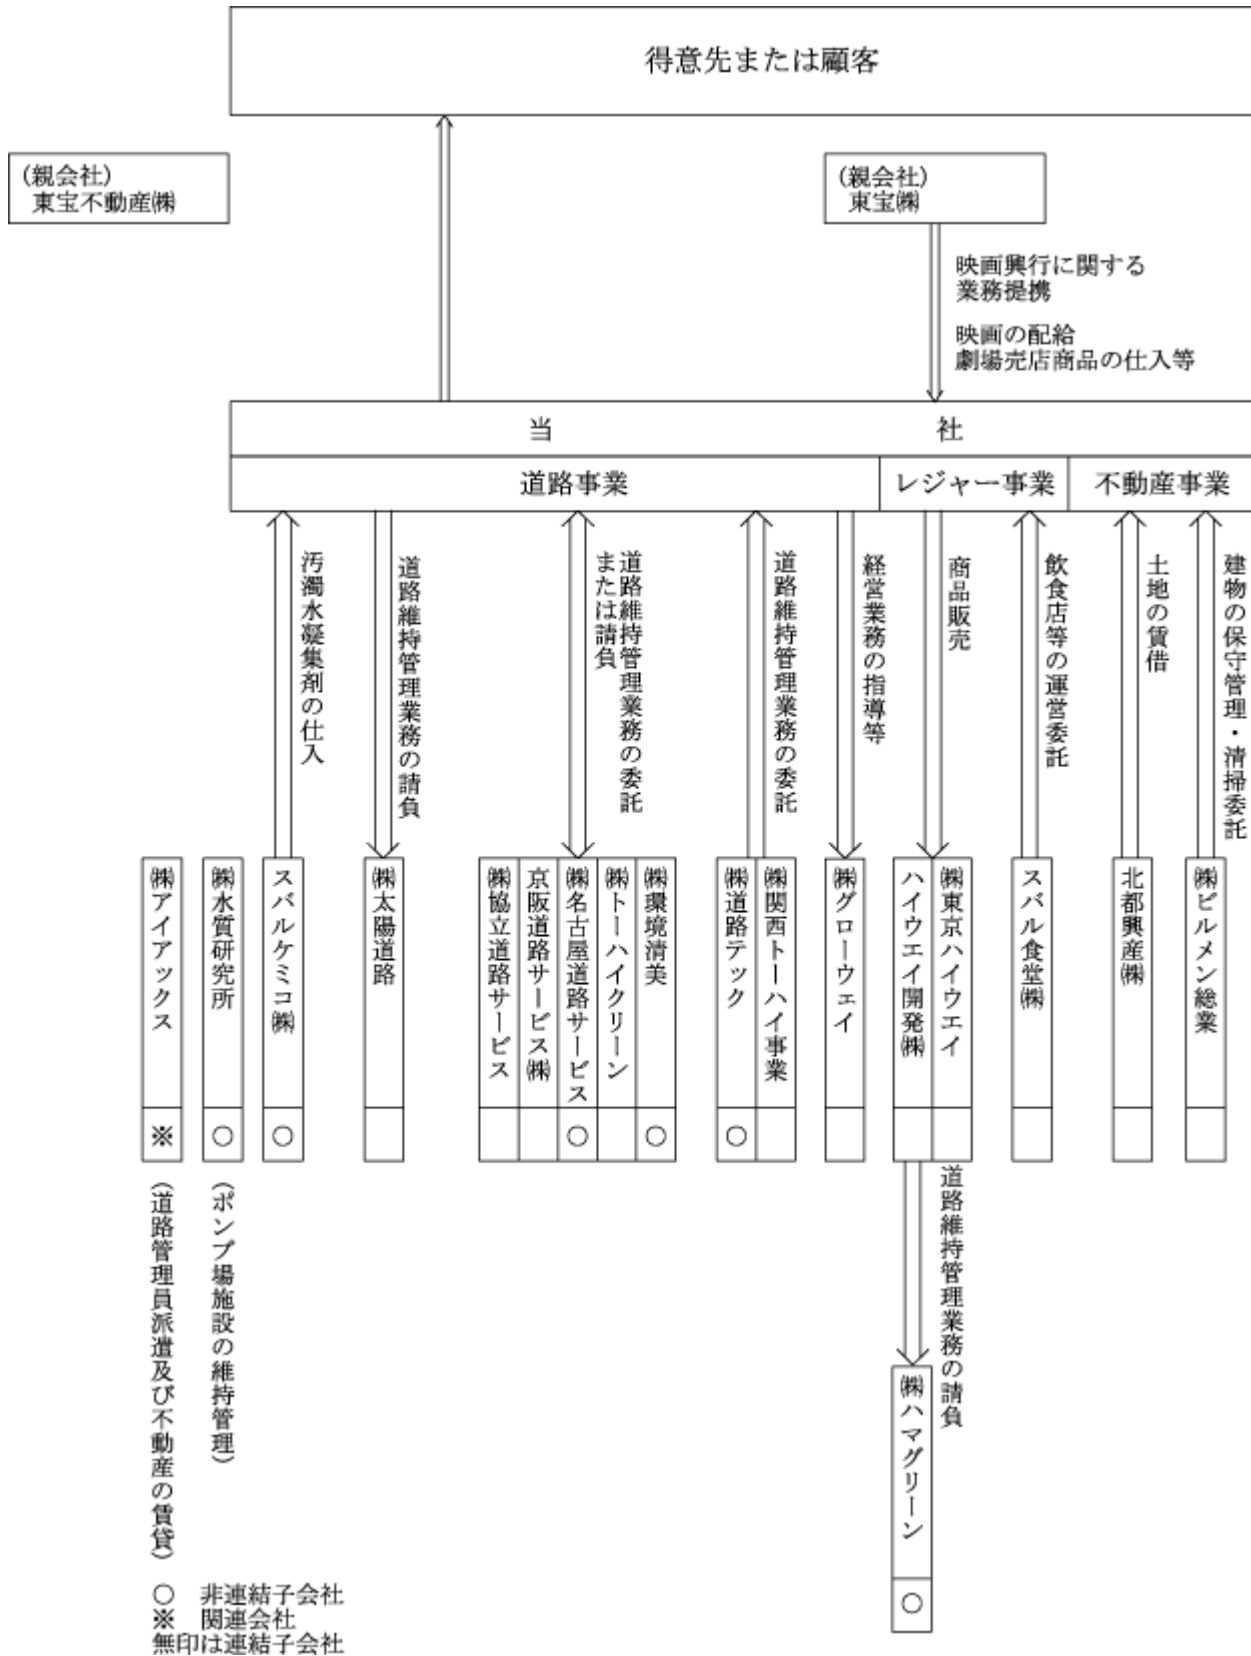 得意先または顧客
(親会社)
東宝不動産㈱
(親会社)
東宝㈱
映画興行に関する
業務提携
映画の配給
劇場売店商品の仕入等
当社
道路事業
レジャー事業
不動産事業
汚濁水凝集剤の仕入
道路維持管理業務の請負
道路維持管理業務の委託
または請負
道路維持管理業務の委託
経営業務の指導等
商品販売
飲食店等の運営委託
土地の賃借
建物の保守管理・清掃委託
㈱アイアックス
※
㈱水質研究所
○
スバルケミコ㈱
○
㈱太陽道路
㈱協立道路サービス
京阪道路サービス㈱
㈱名古屋道路サービス
○
㈱トーハイクリーン
㈱環境清美
○
㈱道路テック
○
㈱関西トーハイ事業
㈱グローウェイ
ハイウエイ開発㈱
㈱東京ハイウエイ
スバル食堂㈱
北都興産㈱
㈱ビルメン総業
(道路管理員派遣及び不動産の賃貸)
(ポンプ場施設の維持管理)
道路維持管理業務の請負
㈱ハマグリーン
○
○　非連結子会社
※　関連会社
無印は連結子会社